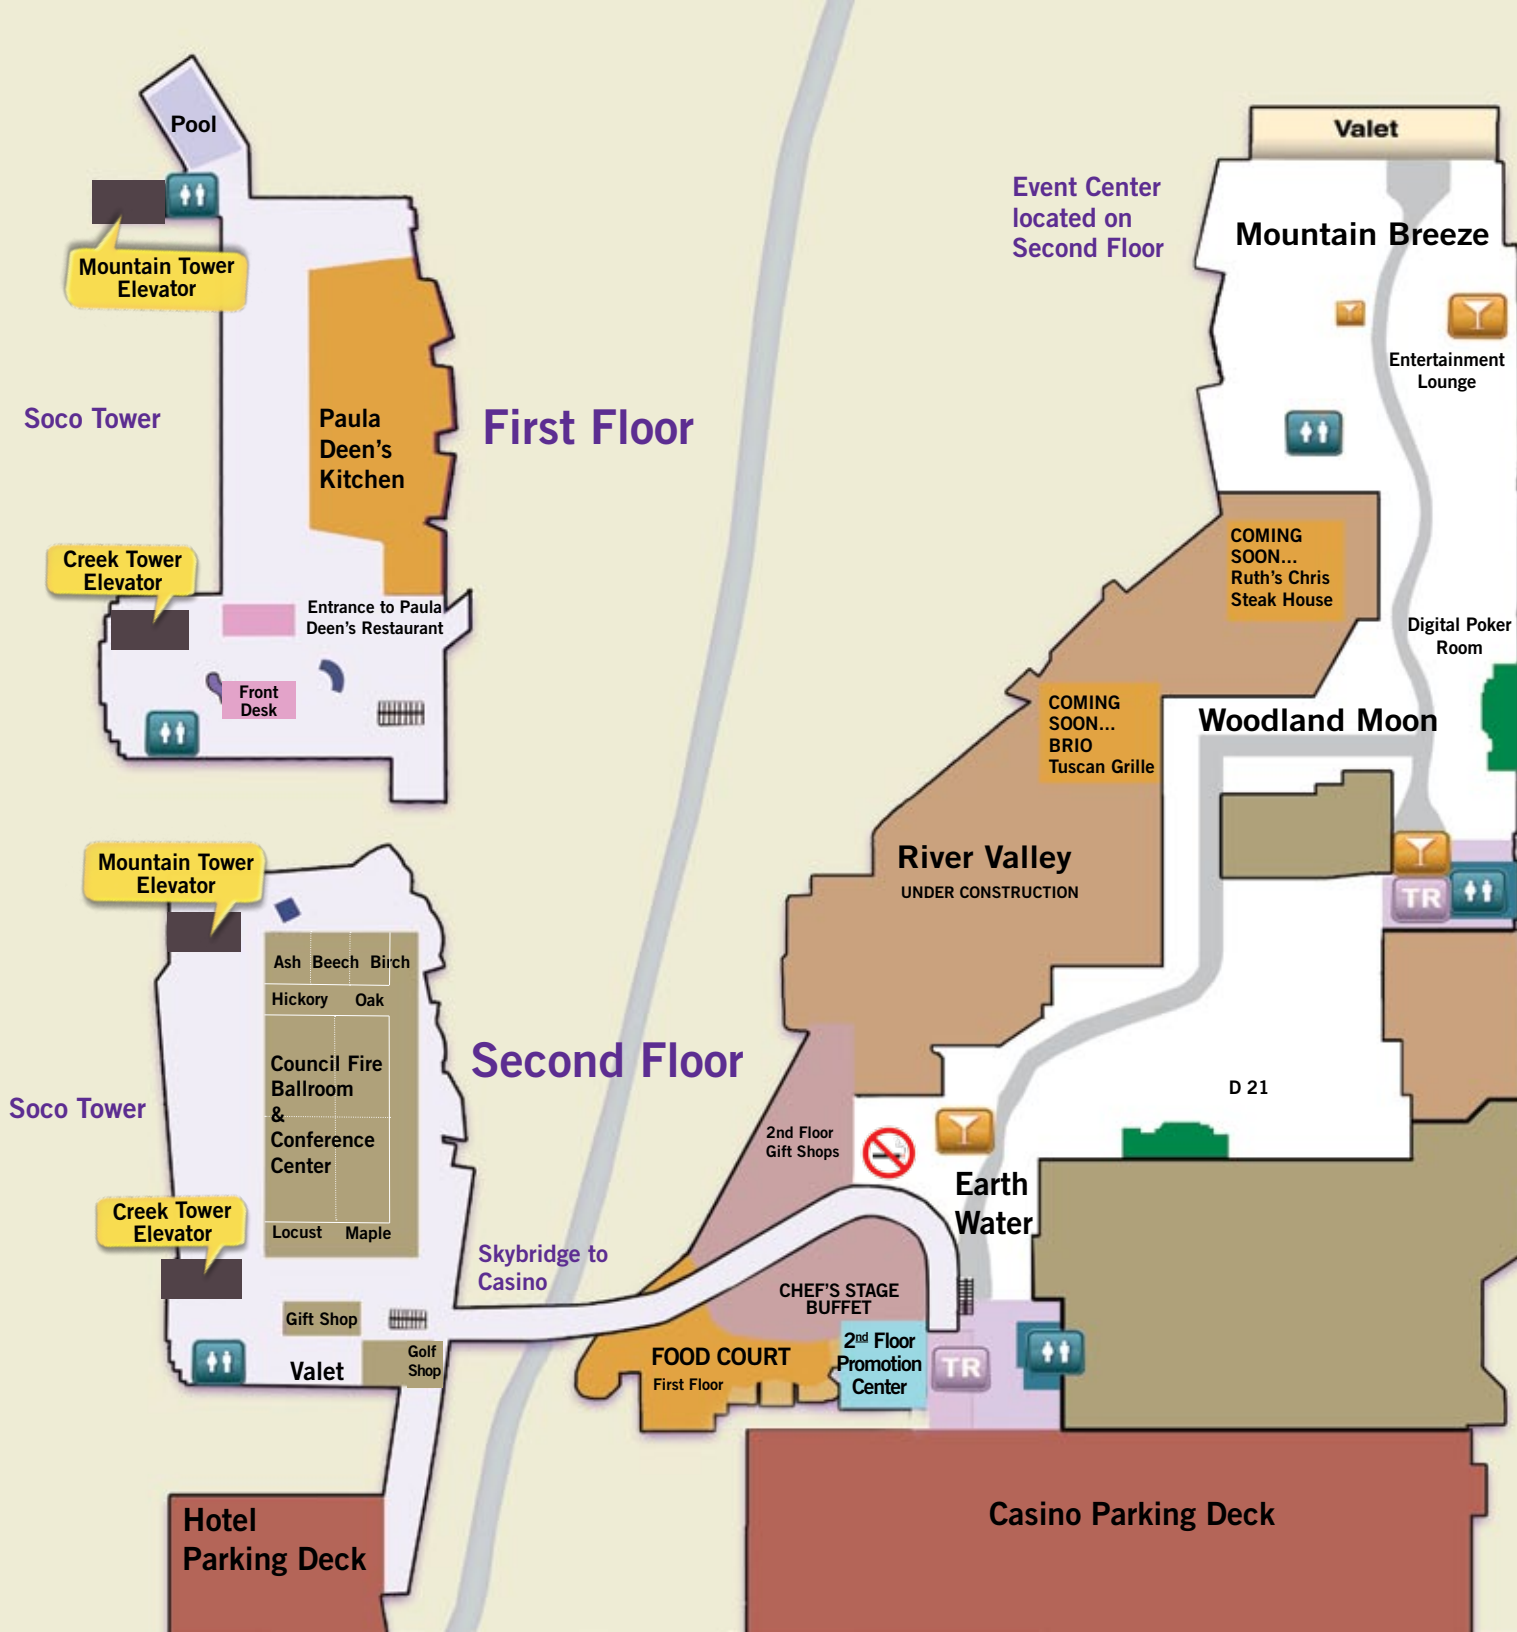 Pool
Mountain Tower
Elevator
Soco Tower
Paula
Deen's
Kitchen
First Floor
Creek Tower
Elevator
Entrance to Paula
Deen's Restaurant
Front
Desk
Mountain Tower
Elevator
Ash Beech Birch
Hickory Oak
Council Fire
Ballroom
&
Conference
Center
Second Floor
Soco Tower
Creek Tower
Elevator
Locust Maple
Skybridge to
Casino
Gift Shop
Golf
Shop
Valet
Hotel
Parking Deck
Valet
Event Center
located on
Second Floor
Mountain Breeze
Entertainment
Lounge
COMING
SOON...
Ruth's Chris
Steak House
Digital Poker
Room
COMING
SOON...
BRIO
Tuscan Grille
Woodland Moon
River Valley
UNDER CONSTRUCTION
TR
D 21
2nd Floor
Gift Shops
Earth
Water
CHEF'S STAGE
BUFFET
FOOD COURT
First Floor
2nd Floor
Promotion
Center
TR
Casino Parking Deck